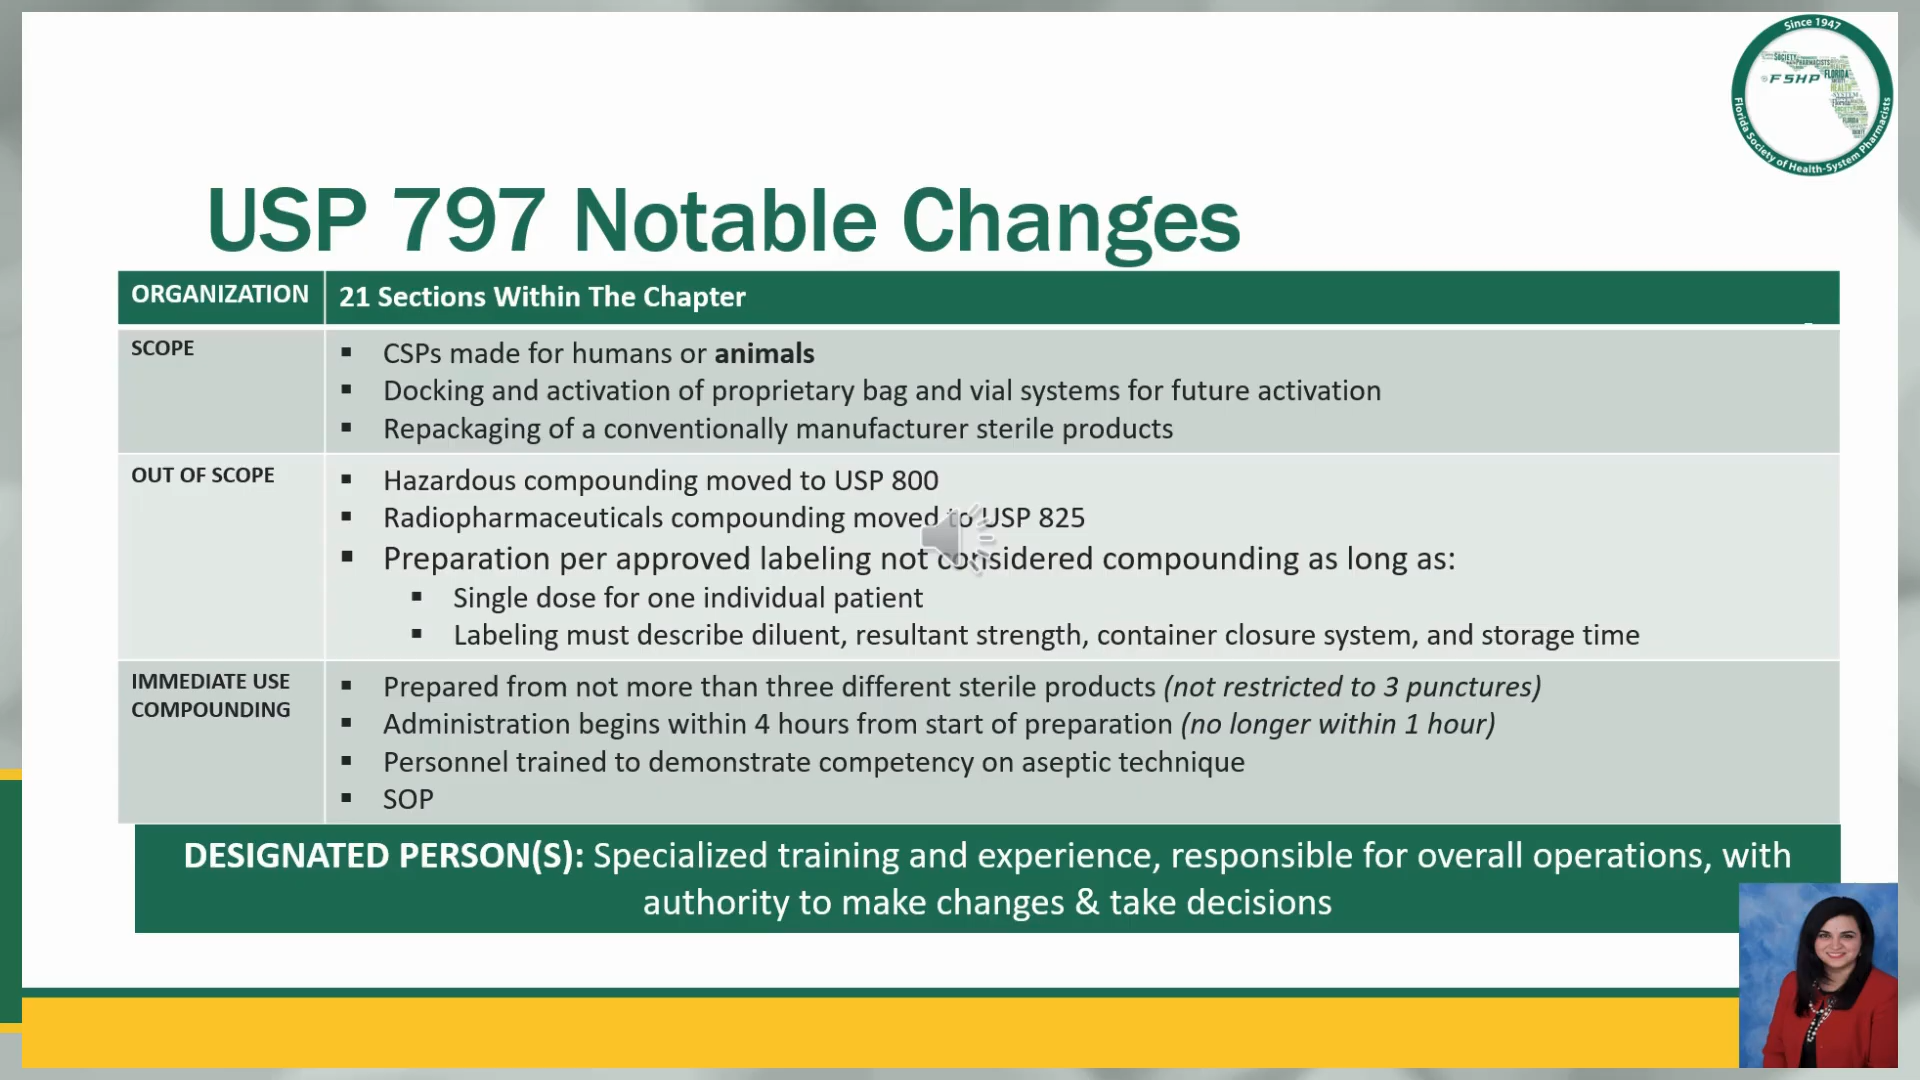 Since 1947
FSHP
Florida Society of Health-System Pharmacists
USP 797 Notable Changes
ORGANIZATION
21 Sections Within The Chapter
SCOPE
▪ CSPs made for humans or animals
▪ Docking and activation of proprietary bag and vial systems for future activation
▪ Repackaging of a conventionally manufacturer sterile products
OUT OF SCOPE
▪ Hazardous compounding moved to USP 800
▪ Radiopharmaceuticals compounding moved to USP 825
▪ Preparation per approved labeling not considered compounding as long as:
▪ Single dose for one individual patient
▪ Labeling must describe diluent, resultant strength, container closure system, and storage time
IMMEDIATE USE
COMPOUNDING
▪ Prepared from not more than three different sterile products (not restricted to 3 punctures)
▪ Administration begins within 4 hours from start of preparation (no longer within 1 hour)
▪ Personnel trained to demonstrate competency on aseptic technique
▪ SOP
DESIGNATED PERSON(S): Specialized training and experience, responsible for overall operations, with
authority to make changes & take decisions